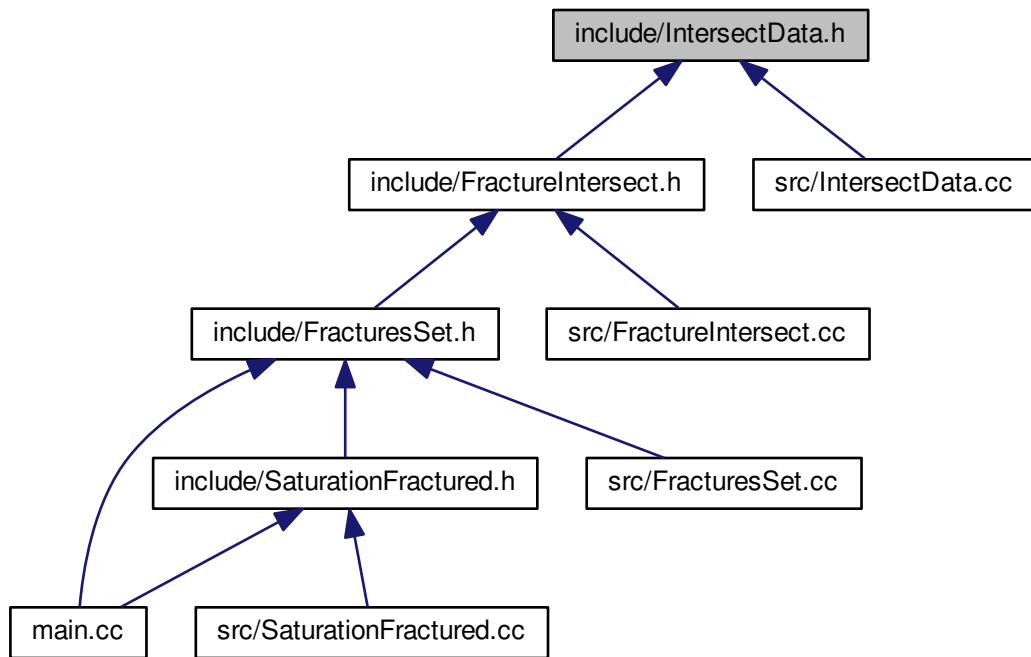 include/IntersectData.h
include/FractureIntersect.h
src/IntersectData.cc
include/FracturesSet.h
src/FractureIntersect.cc
include/SaturationFractured.h
src/FracturesSet.cc
main.cc
src/SaturationFractured.cc